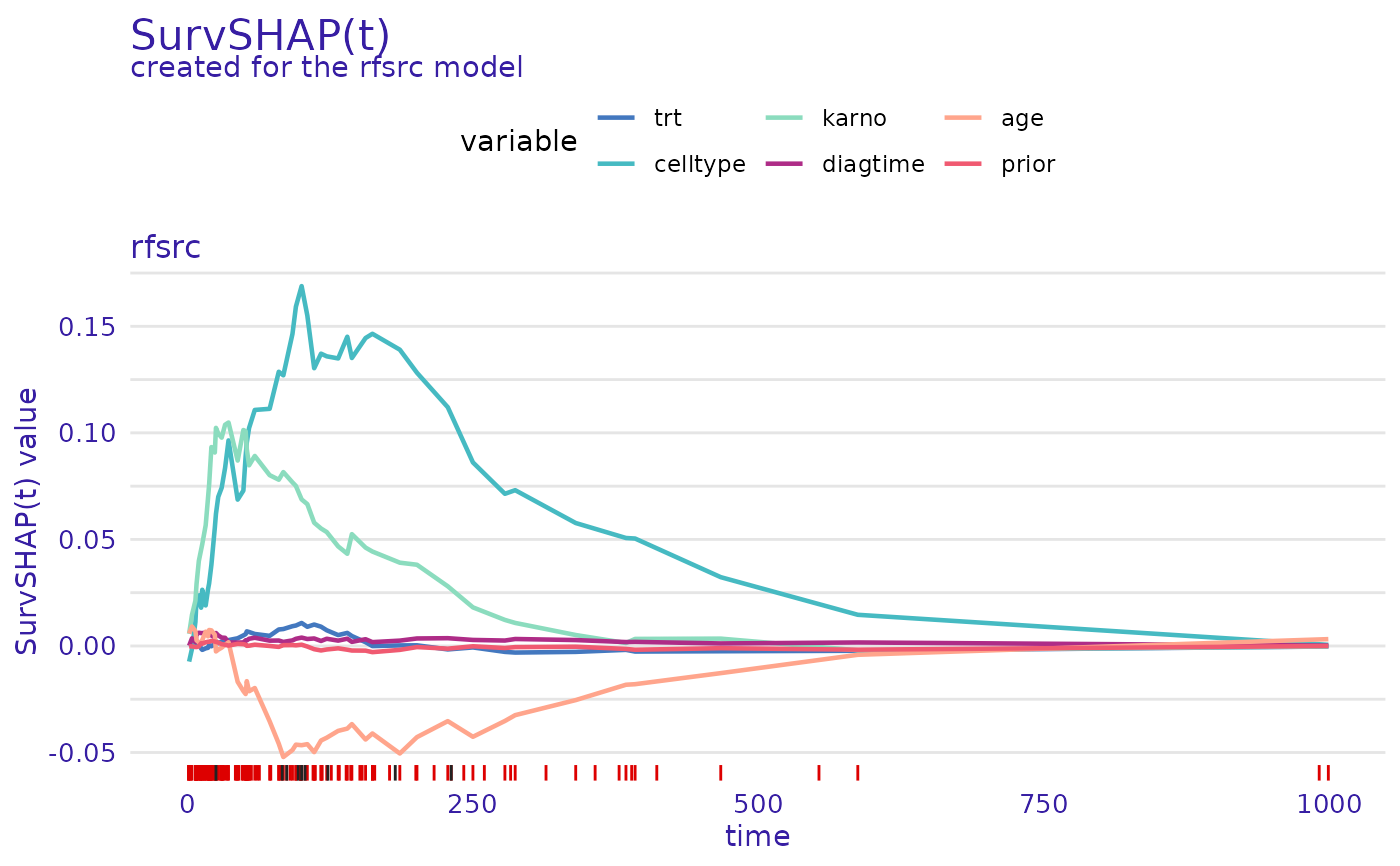 SurvSHAP(t)
created for the rfsrc model
variable
trt
karno
age
celltype
diagtime
prior
rfsrc
SurvSHAP(t) value
0.15
0.10
0.05
0.00
-0.05
0
250
500
750
1000
time